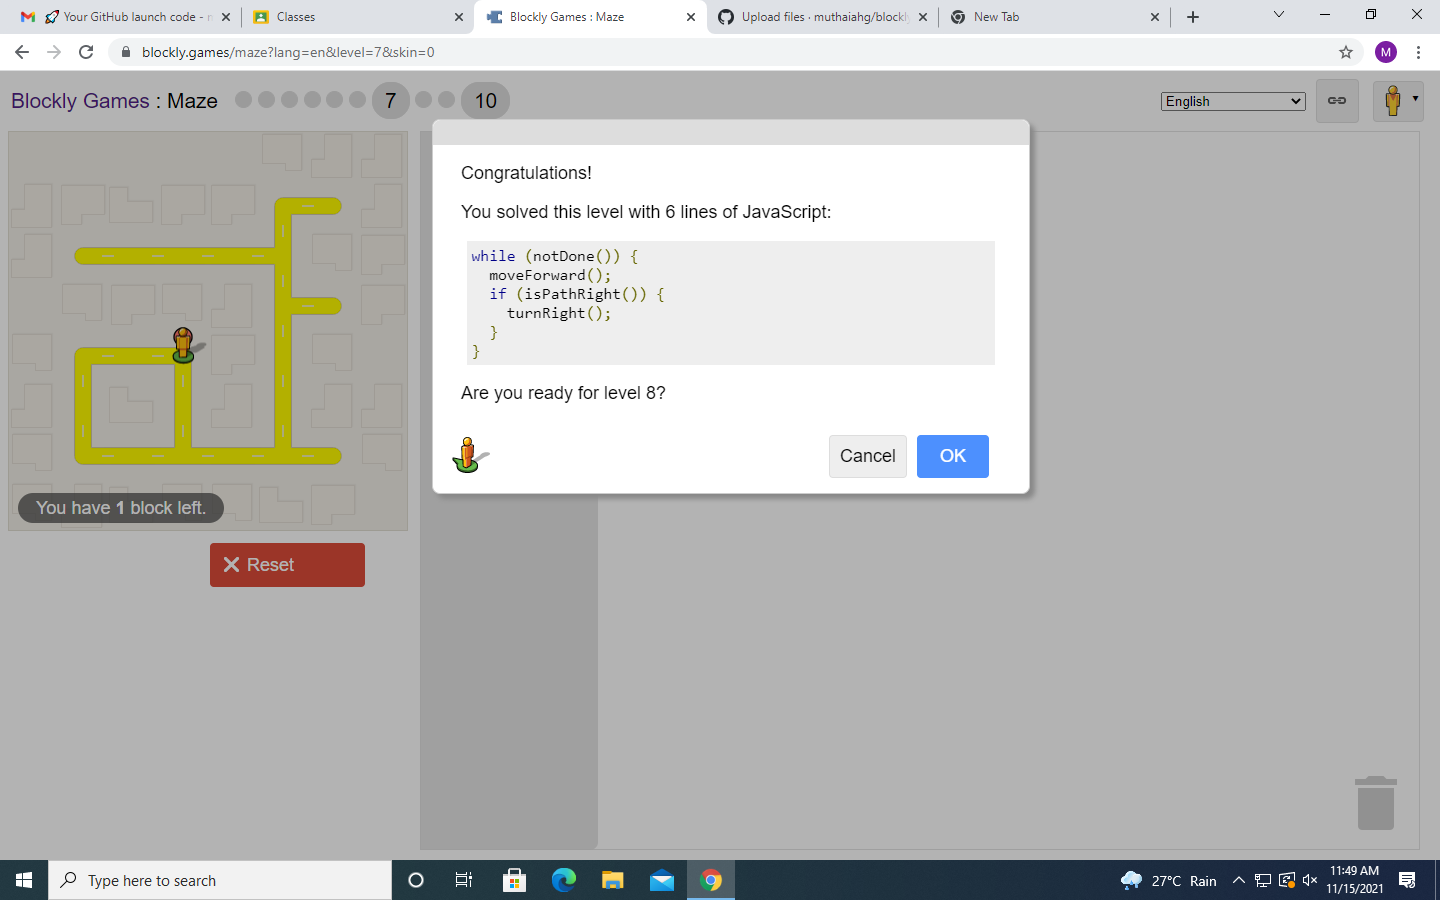 Your GitHub launch code -
Classes
Blockly Games : Maze
Upload files · muthaiahg/block
New Tab
blockly.games/maze?lang=en&level=7&skin=0
M
Blockly Games : Maze
7
10
English
Congratulations!
You solved this level with 6 lines of JavaScript:
while (notDone()) {
  moveForward();
  if (isPathRight()) {
    turnRight();
  }
}
Are you ready for level 8?
Cancel
OK
You have 1 block left.
Reset
Type here to search
27°C Rain
11:49 AM
11/15/2021